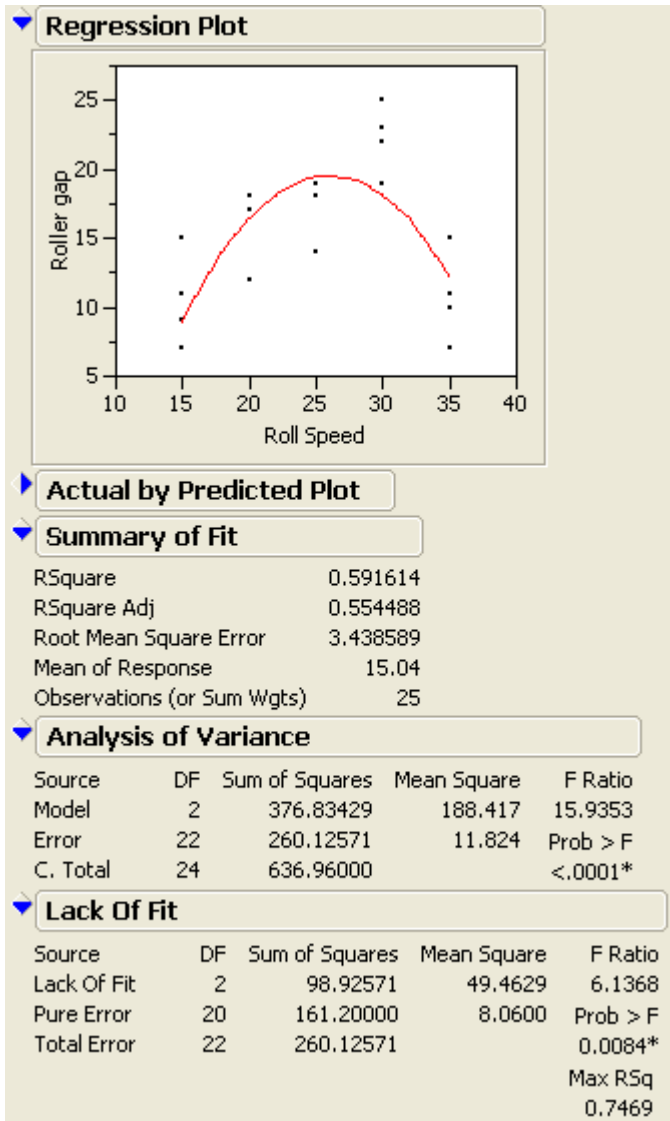 Regression Plot
25
20
15
10
5
Roller gap
10 15 20 25 30 35 40
Roll Speed
Actual by Predicted Plot
Summary of Fit
RSquare 0.591614
RSquare Adj 0.554488
Root Mean Square Error 3.438589
Mean of Response 15.04
Observations (or Sum Wgts) 25
Analysis of Variance
Source DF Sum of Squares Mean Square F Ratio
Model 2 376.83429 188.417 15.9353
Error 22 260.12571 11.824 Prob > F
C. Total 24 636.96000 <.0001*
Lack Of Fit
Source DF Sum of Squares Mean Square F Ratio
Lack Of Fit 2 98.92571 49.4629 6.1368
Pure Error 20 161.20000 8.0600 Prob > F
Total Error 22 260.12571 0.0084*
Max RSq
0.7469